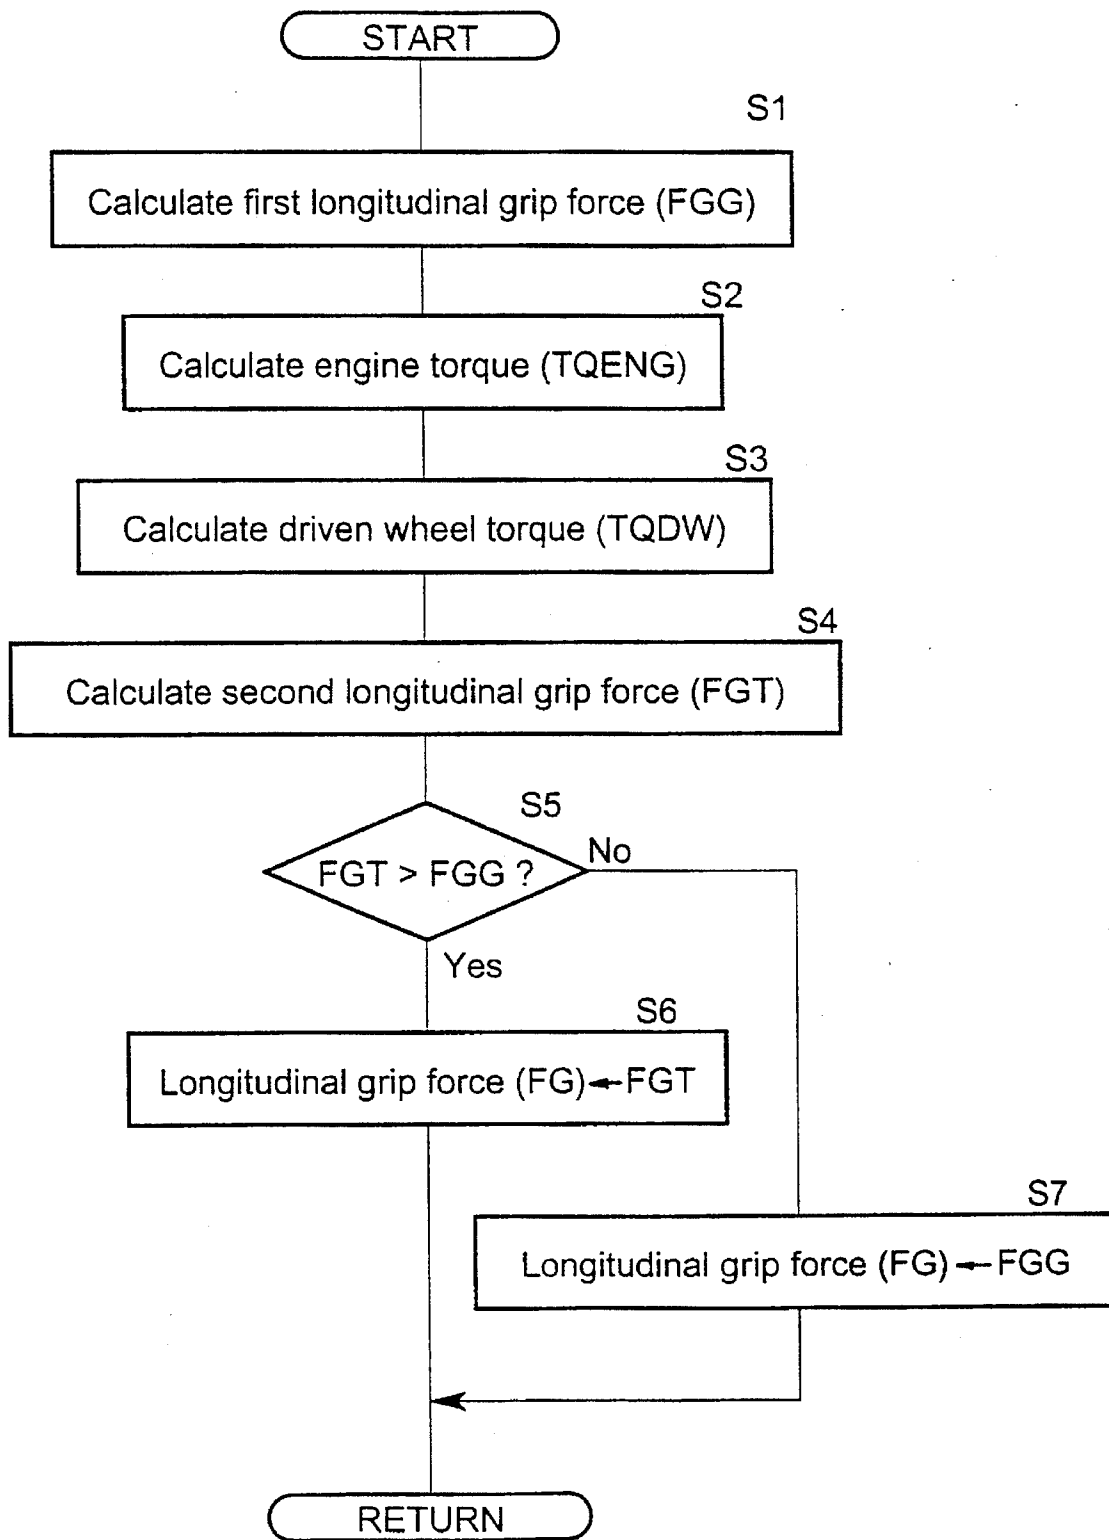 START
S1
Calculate first longitudinal grip force (FGG)
S2
Calculate engine torque (TQENG)
S3
Calculate driven wheel torque (TQDW)
S4
Calculate second longitudinal grip force (FGT)
S5
FGT > FGG ?
No
Yes
S6
Longitudinal grip force (FG)←FGT
S7
Longitudinal grip force (FG)←FGG
RETURN